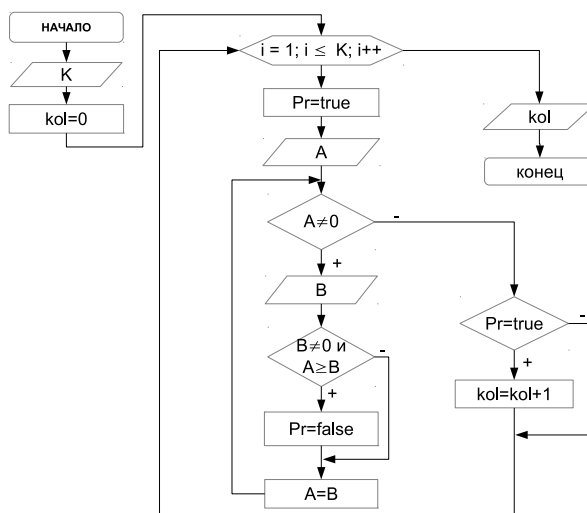 НАЧАЛО
K
kol=0
i = 1; i ≤ K; i++
Pr=true
A
A≠0
-
+
B
B≠0 и
A≥B
-
+
Pr=false
A=B
kol
конец
Pr=true
-
+
kol=kol+1